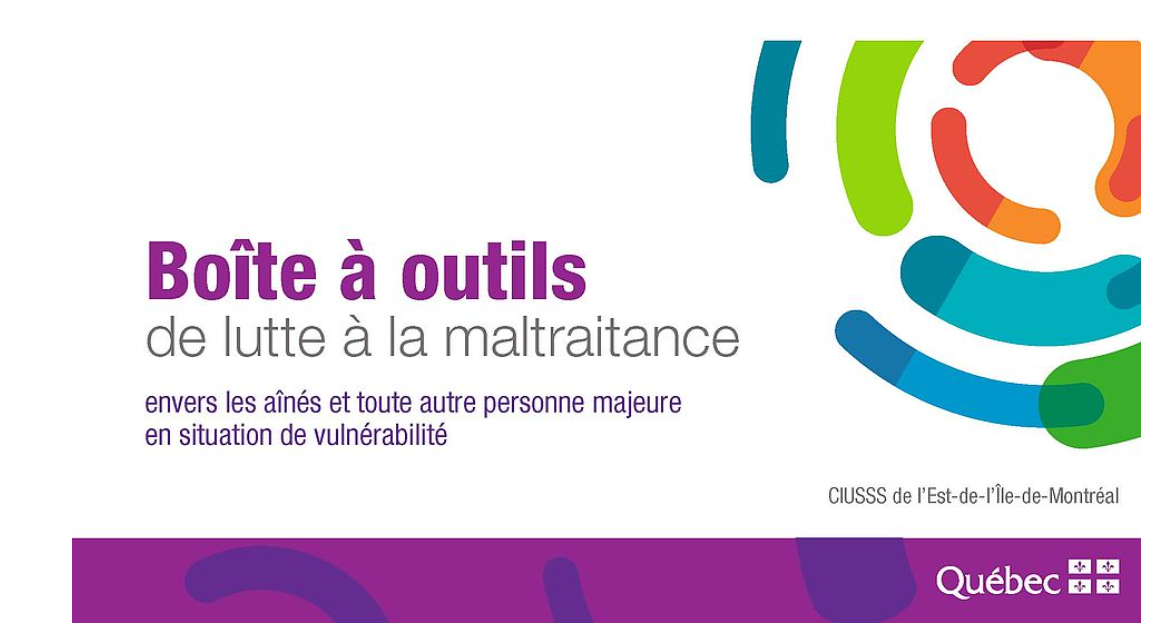 Boîte à outils
de lutte à la maltraitance
envers les aînés et toute autre personne majeure
en situation de vulnérabilité
CIUSSS de l'Est-de-l'Île-de-Montréal
Québec